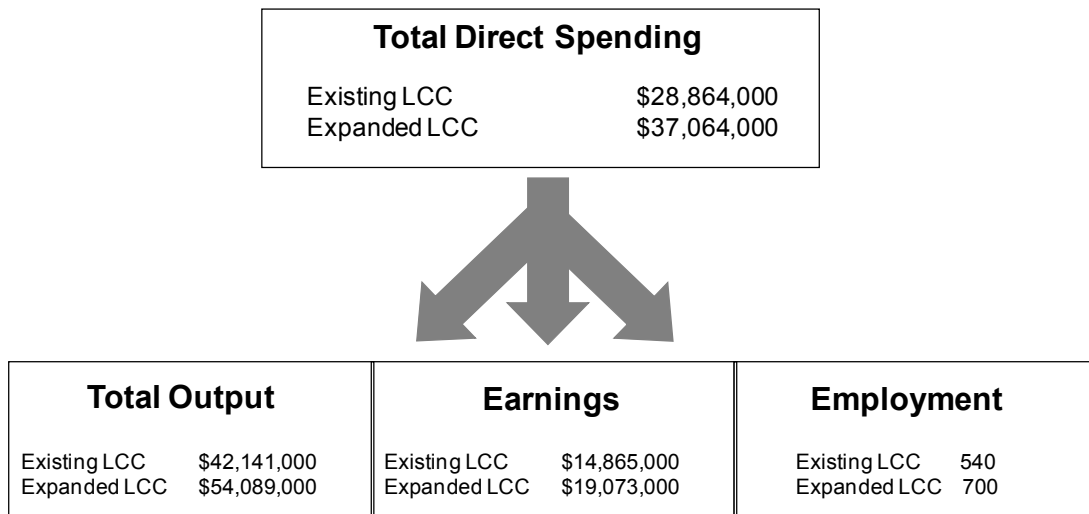 Total Direct Spending
Existing LCC $28,864,000
Expanded LCC $37,064,000
Total Output
Existing LCC $42,141,000
Expanded LCC $54,089,000
Earnings
Existing LCC $14,865,000
Expanded LCC $19,073,000
Employment
Existing LCC 540
Expanded LCC 700